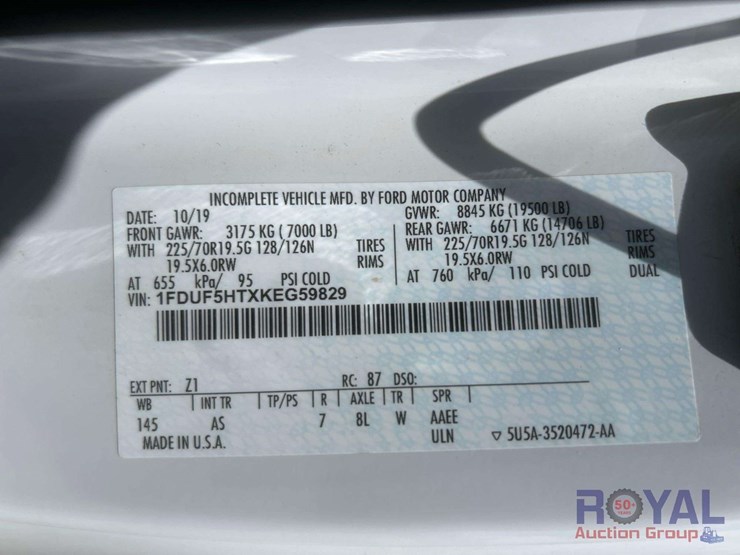 INCOMPLETE VEHICLE MFD. BY FORD MOTOR COMPANY
DATE: 10/19 GVWR: 8845 KG (19500 LB)
FRONT GAWR: 3175 KG ( 7000 LB) REAR GAWR: 6671 KG (14706 LB)
WITH 225/70R19.5G 128/126N TIRES WITH 225/70R19.5G 128/126N TIRES
19.5X6.0RW RIMS 19.5X6.0RW RIMS
AT 655 kPa/ 95 PSI COLD AT 760 kPa/ 110 PSI COLD DUAL
VIN: 1FDUF5HTXKEG59829
EXT PNT: Z1 RC: 87 DSO:
WB INT TR TP/PS R AXLE TR SPR
145 AS 7 8L W AAEE
MADE IN U.S.A. ULN ▽ 5U5A-3520472-AA
50+
YEARS
ROYAL
Auction Group